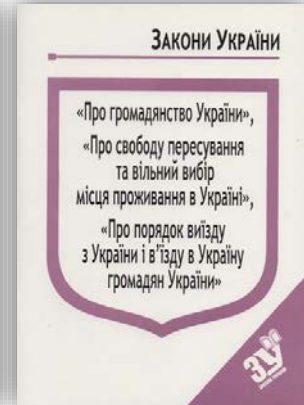 Закони України
«Про громадянство України»,
«Про свободу пересування
та вільний вибір
місця проживання в Україні»,
«Про порядок виїзду
з України і в’їзду в Україну
громадян України»
ЗУ